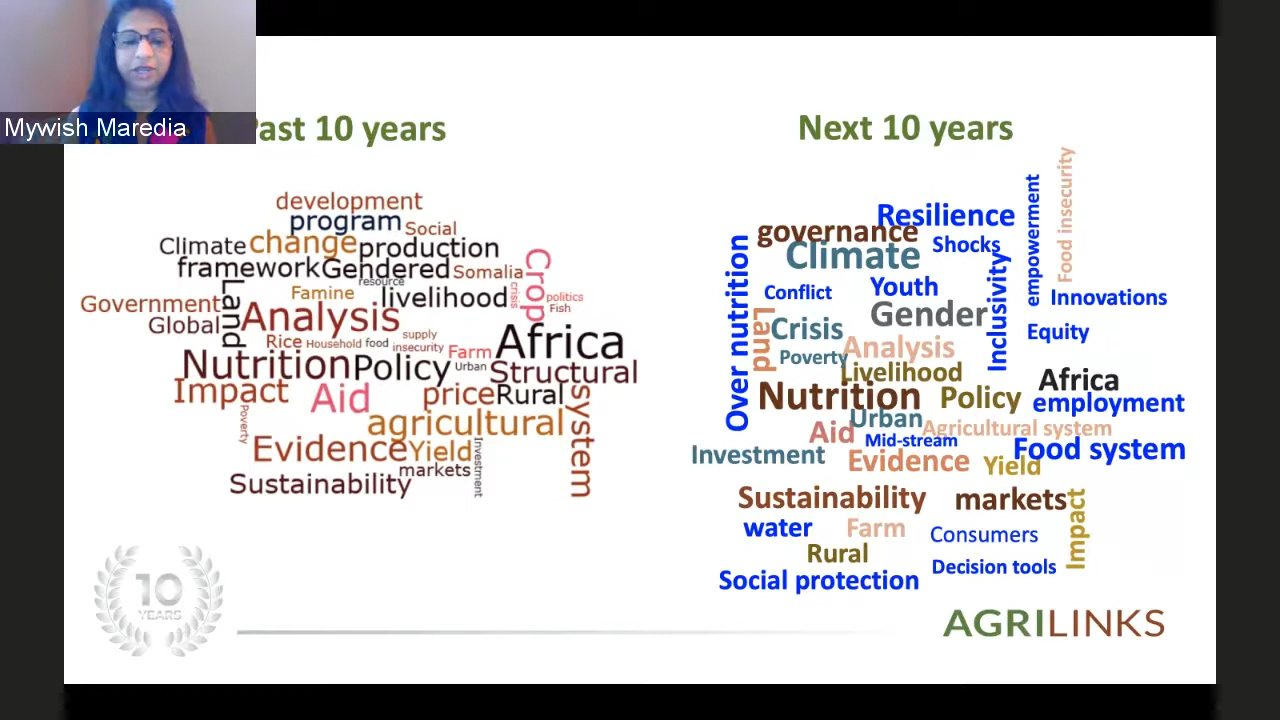 Mywish Maredia
Past 10 years
development
program
Social
Climate
change
production
framework
Gendered
Somalia
resource
Famine
livelihood
crisis
Crop
politics
Fish
Government
Land
Global
Analysis
Rice
Household
food
supply
insecurity
Farm
Africa
Nutrition
Policy
Urban
Structural
Impact
Aid
price
Rural
system
Poverty
agricultural
Evidence
Yield
markets
Investment
Sustainability
10
YEARS
Next 10 years
Food insecurity
empowerment
Resilience
governance
Shocks
Climate
Over nutrition
Conflict
Youth
Inclusivity
Innovations
Land
Gender
Crisis
Equity
Analysis
Poverty
Livelihood
Africa
Nutrition
Policy
employment
Urban
Aid
Agricultural system
Mid-stream
Food system
Investment
Evidence
Yield
Sustainability
markets
Impact
water
Farm
Consumers
Rural
Decision tools
Social protection
AGRILINKS